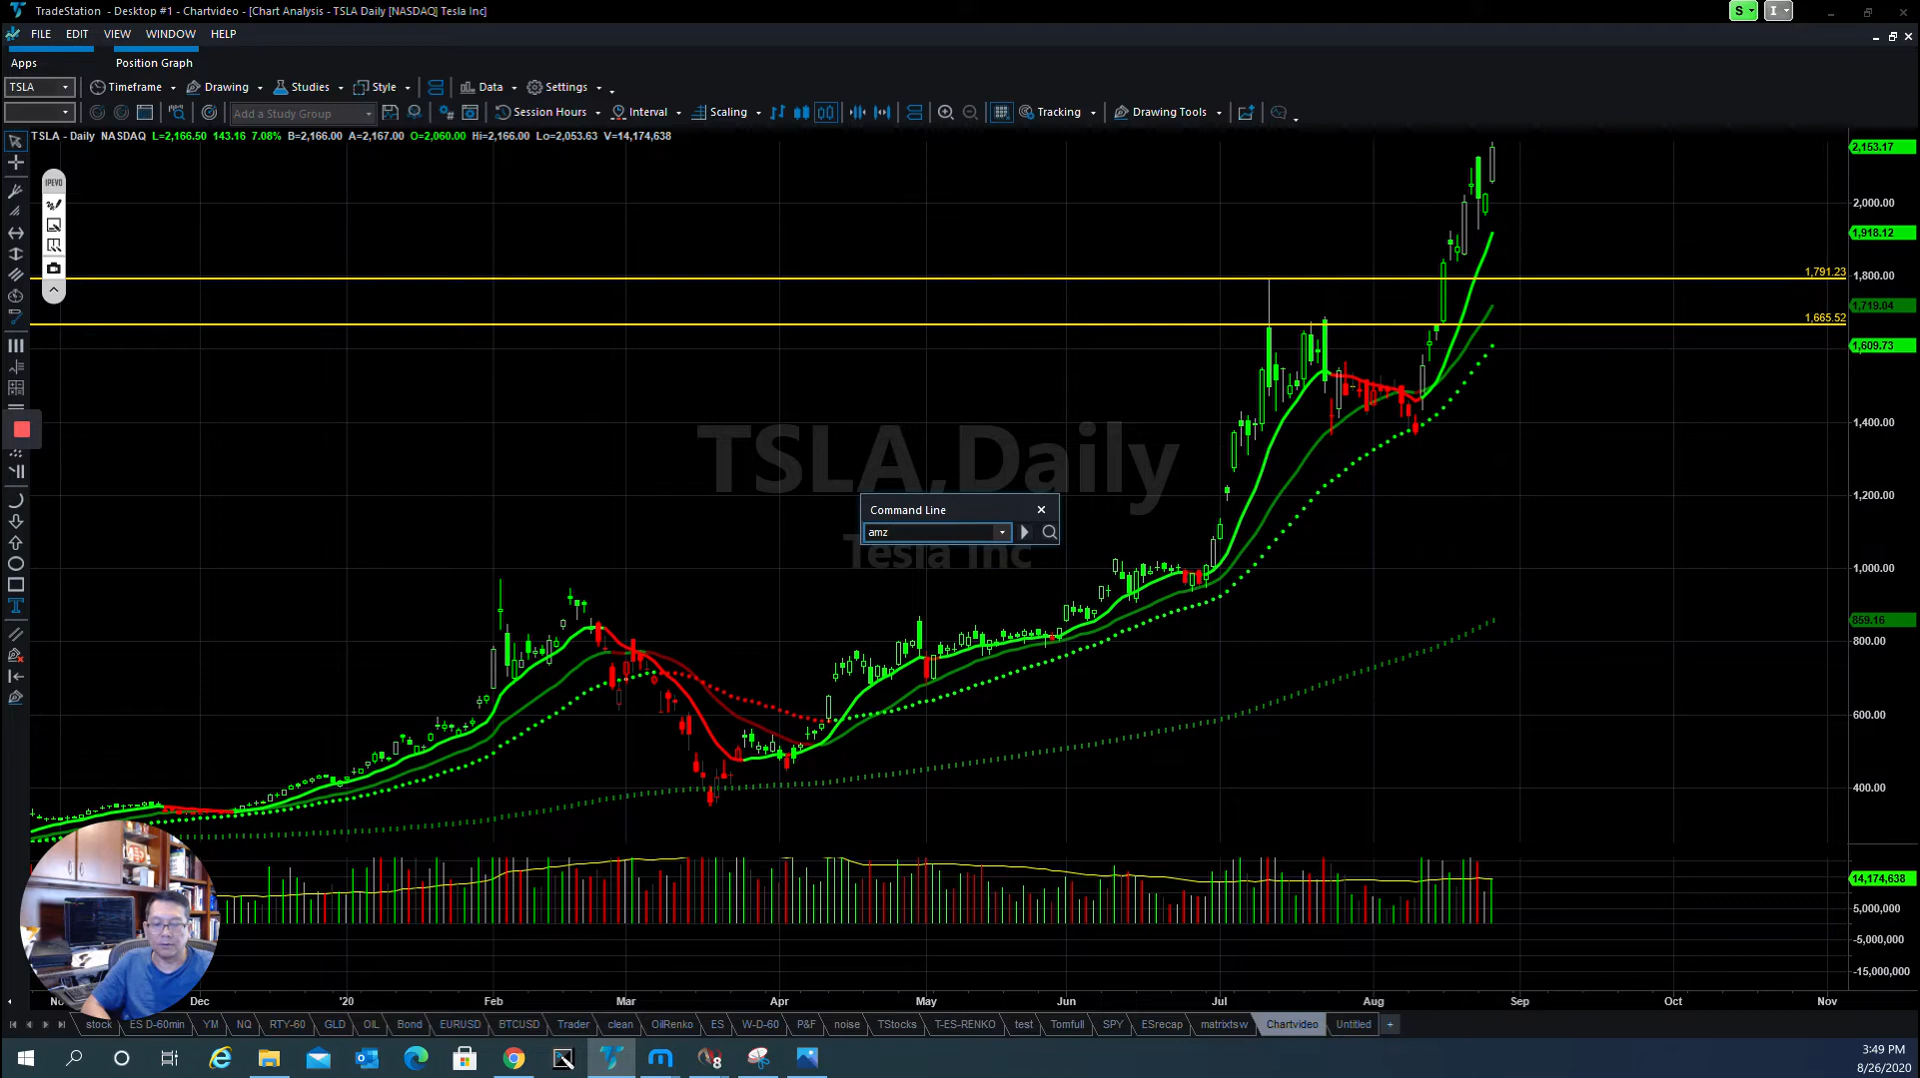 TradeStation - Desktop #1 - Chartvideo - [Chart Analysis - TSLA Daily [NASDAQ] Tesla Inc]
S
I
FILE EDIT VIEW WINDOW HELP
Apps Position Graph
TSLA Timeframe Drawing Studies Style Data Settings
Add a Study Group Session Hours Interval Scaling Tracking Drawing Tools
TSLA - Daily NASDAQ L=2,166.50 143.16 7.08% B=2,166.00 A=2,167.00 O=2,060.00 Hi=2,166.00 Lo=2,053.63 V=14,174,638
2,153.17
IPEVO
2,000.00
1,918.12
1,791.23
1,800.00
1,719.04
1,665.52
1,609.73
1,400.00
TSLA,Daily
Tesla Inc
1,200.00
Command Line
amz
1,000.00
859.16
800.00
600.00
400.00
14,174,638
5,000,000
-5,000,000
-15,000,000
Dec '20 Feb Mar Apr May Jun Jul Aug Sep Oct Nov
stock ES D-60min YM NQ RTY-60 GLD OIL Bond EURUSD BTCUSD Trader clean OilRenko ES W-D-60 P&F noise TStocks T-ES-RENKO test Tomfull SPY ESrecap matrixtsw Chartvideo Untitled +
8
3:49 PM
8/26/2020